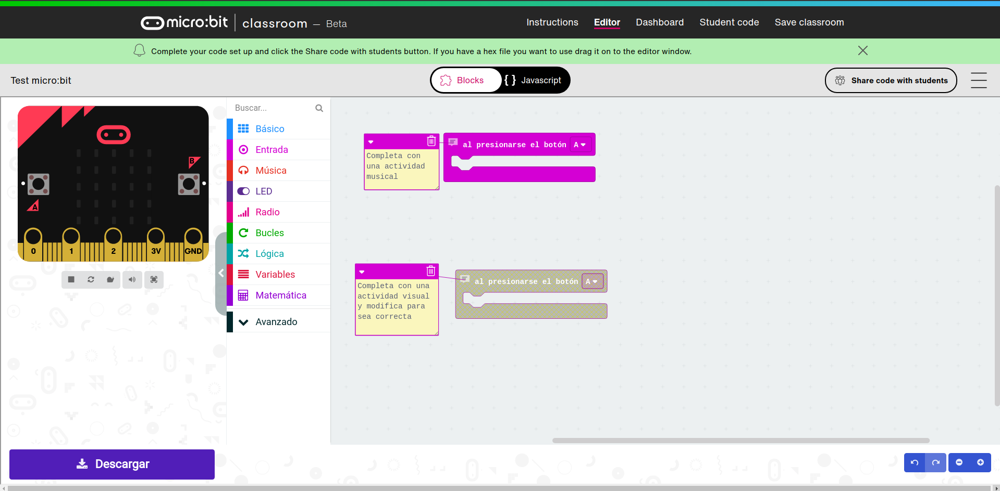 micro:bit classroom — Beta
Instructions Editor Dashboard Student code Save classroom
Complete your code set up and click the Share code with students button. If you have a hex file you want to use drag it on to the editor window.
Test micro:bit
Blocks
{ } Javascript
Share code with students
B
A
0 1 2 3V GND
Buscar...
Básico
Entrada
Música
LED
Radio
Bucles
Lógica
Variables
Matemática
Avanzado
Completa con
una actividad
musical
al presionarse el botón A
Completa con una
actividad visual
y modifica para
sea correcta
al presionarse el botón A
Descargar